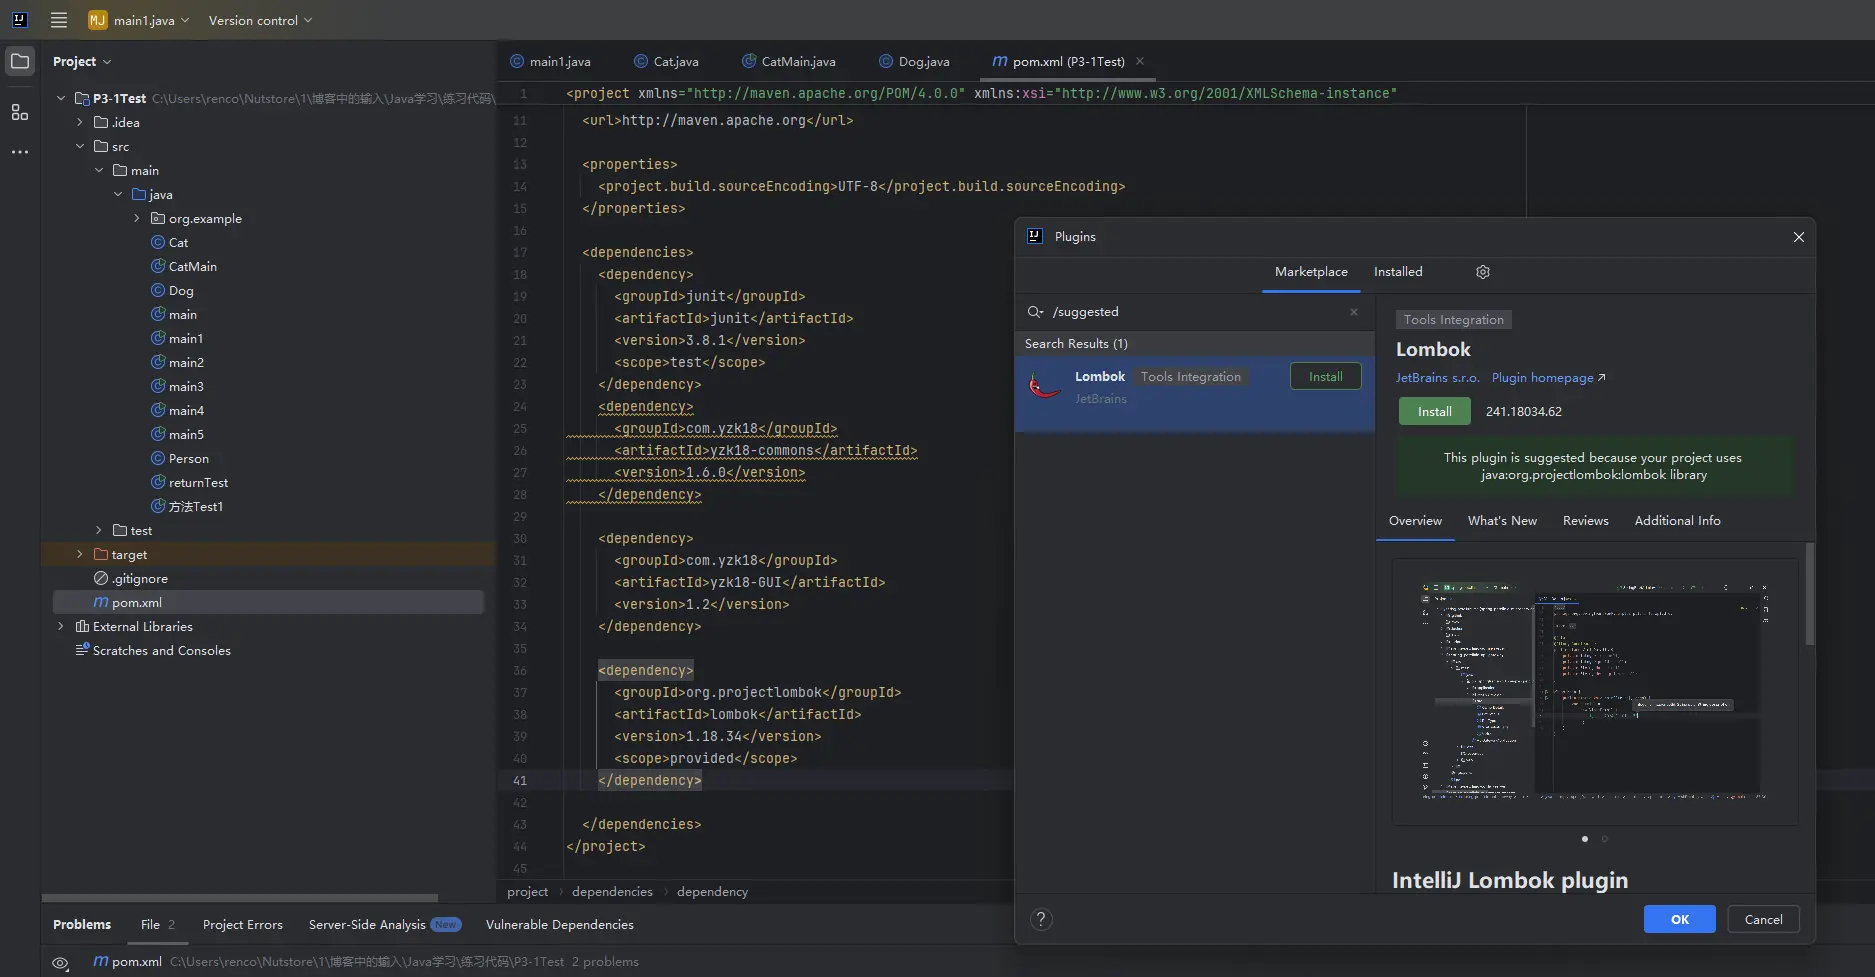 MJ main1.java Version control
Project
P3-1Test C:\Users\renco\Nutstore\1\博客中的输入\Java学习\练习代码\
.idea
src
main
java
org.example
Cat
CatMain
Dog
main
main1
main2
main3
main4
main5
Person
returnTest
方法Test1
test
target
.gitignore
pom.xml
External Libraries
Scratches and Consoles
main1.java Cat.java CatMain.java Dog.java pom.xml (P3-1Test)
1 <project xmlns="http://maven.apache.org/POM/4.0.0" xmlns:xsi="http://www.w3.org/2001/XMLSchema-instance"
11 <url>http://maven.apache.org</url>
12
13 <properties>
14 <project.build.sourceEncoding>UTF-8</project.build.sourceEncoding>
15 </properties>
16
17 <dependencies>
18 <dependency>
19 <groupId>junit</groupId>
20 <artifactId>junit</artifactId>
21 <version>3.8.1</version>
22 <scope>test</scope>
23 </dependency>
24 <dependency>
25 <groupId>com.yzk18</groupId>
26 <artifactId>yzk18-commons</artifactId>
27 <version>1.6.0</version>
28 </dependency>
29
30 <dependency>
31 <groupId>com.yzk18</groupId>
32 <artifactId>yzk18-GUI</artifactId>
33 <version>1.2</version>
34 </dependency>
35
36 <dependency>
37 <groupId>org.projectlombok</groupId>
38 <artifactId>lombok</artifactId>
39 <version>1.18.34</version>
40 <scope>provided</scope>
41 </dependency>
42
43 </dependencies>
44 </project>
45
project dependencies dependency
Plugins
Marketplace Installed
/suggested
Search Results (1)
Lombok Tools Integration Install
JetBrains
Tools Integration
Lombok
JetBrains s.r.o. Plugin homepage
Install 241.18034.62
This plugin is suggested because your project uses
java:org.projectlombok:lombok library
Overview What's New Reviews Additional Info
IntelliJ Lombok plugin
? OK Cancel
Problems File 2 Project Errors Server-Side Analysis New Vulnerable Dependencies
pom.xml C:\Users\renco\Nutstore\1\博客中的输入\Java学习\练习代码\P3-1Test 2 problems